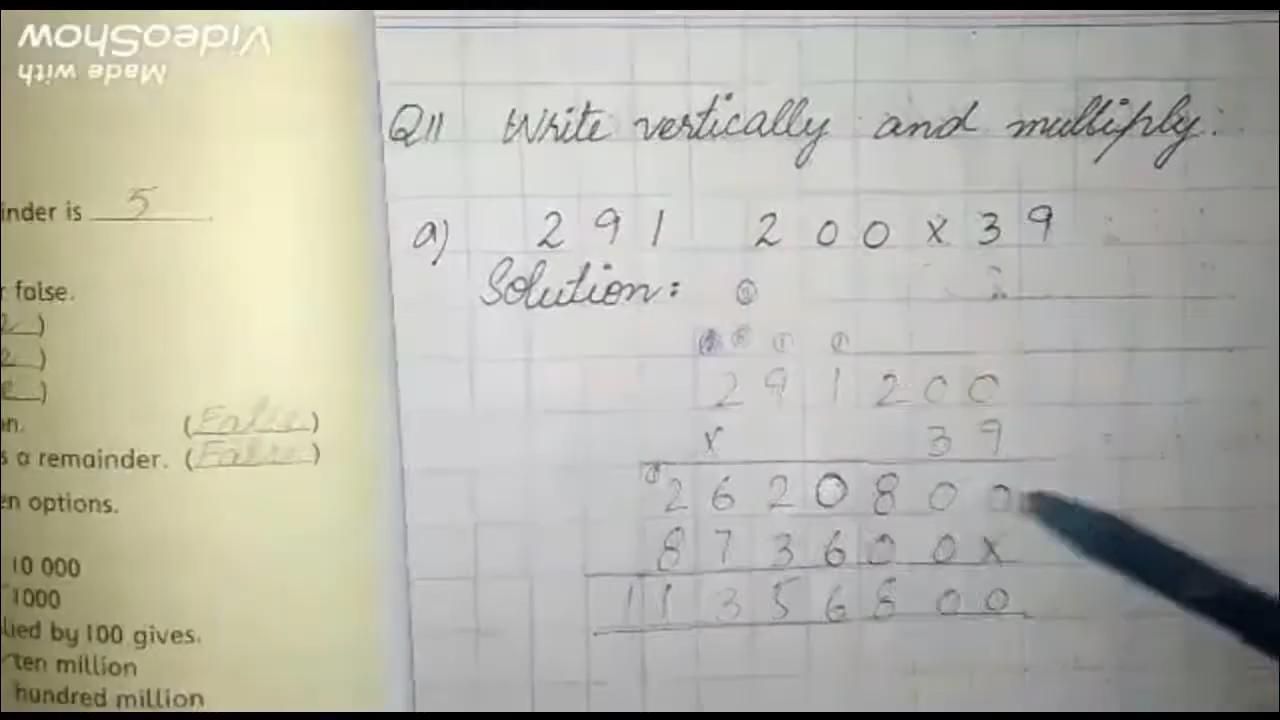 Made with
VideoShow
inder is 5.
r false.
e)
e)
e)
on. (False)
s a remainder. (False)
en options.
10 000
1000
lied by 100 gives.
ten million
hundred million
Q11 Write vertically and multiply:
a) 291 200 x 39
Solution:
291200
x 39
2620800
873600x
11356800